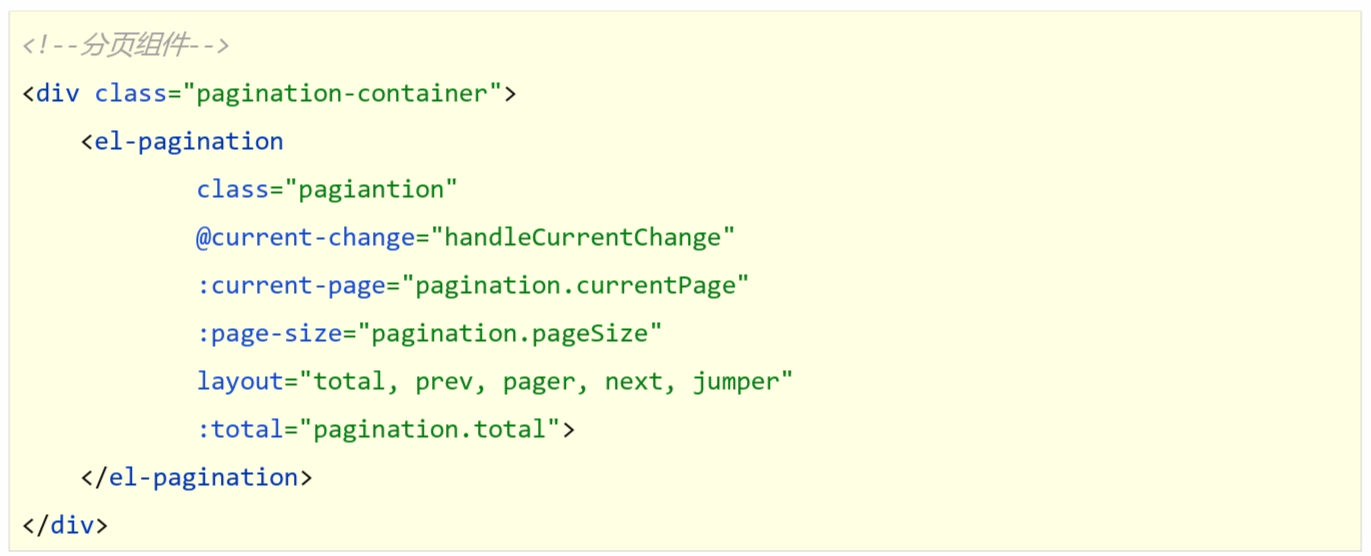 <!--分页组件-->
<div class="pagination-container">
    <el-pagination
            class="pagiantion"
            @current-change="handleCurrentChange"
            :current-page="pagination.currentPage"
            :page-size="pagination.pageSize"
            layout="total, prev, pager, next, jumper"
            :total="pagination.total">
    </el-pagination>
</div>